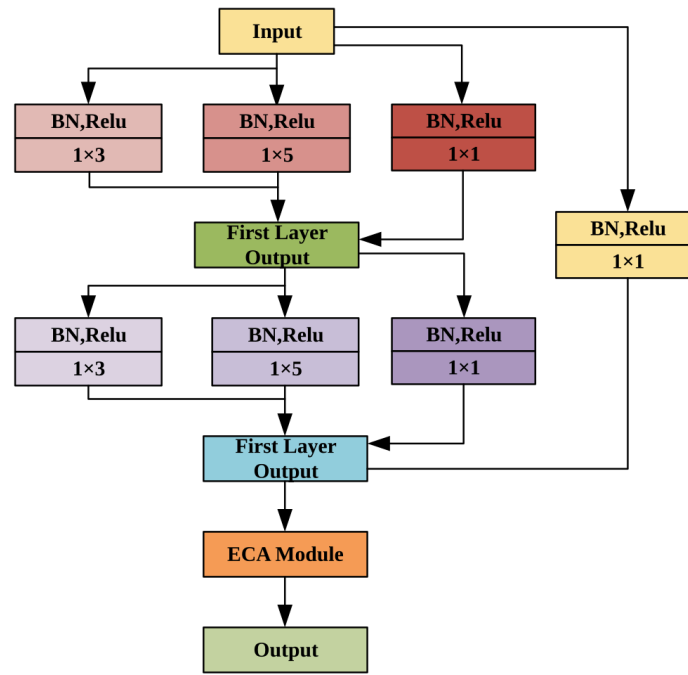 Input
BN,Relu
1×3
BN,Relu
1×5
BN,Relu
1×1
BN,Relu
1×1
First Layer
Output
BN,Relu
1×3
BN,Relu
1×5
BN,Relu
1×1
First Layer
Output
ECA Module
Output